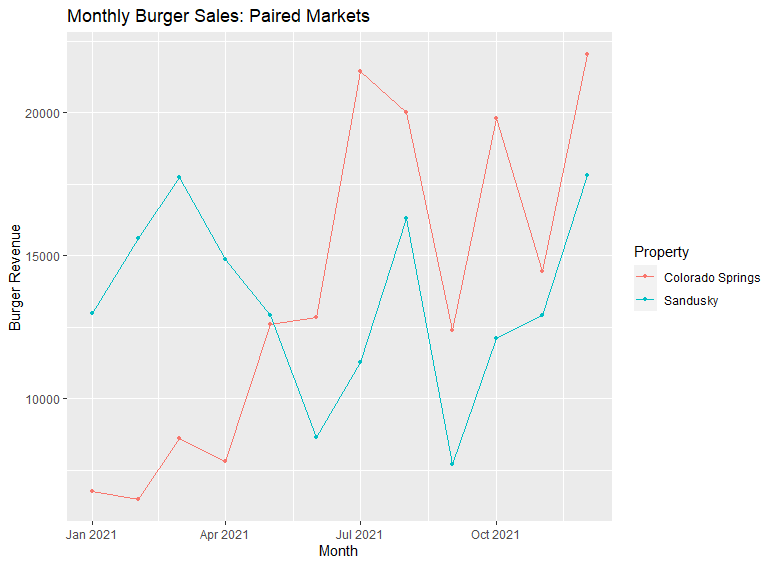 Monthly Burger Sales: Paired Markets
Burger Revenue
20000
15000
10000
Jan 2021 Apr 2021 Jul 2021 Oct 2021
Month
Property
Colorado Springs
Sandusky